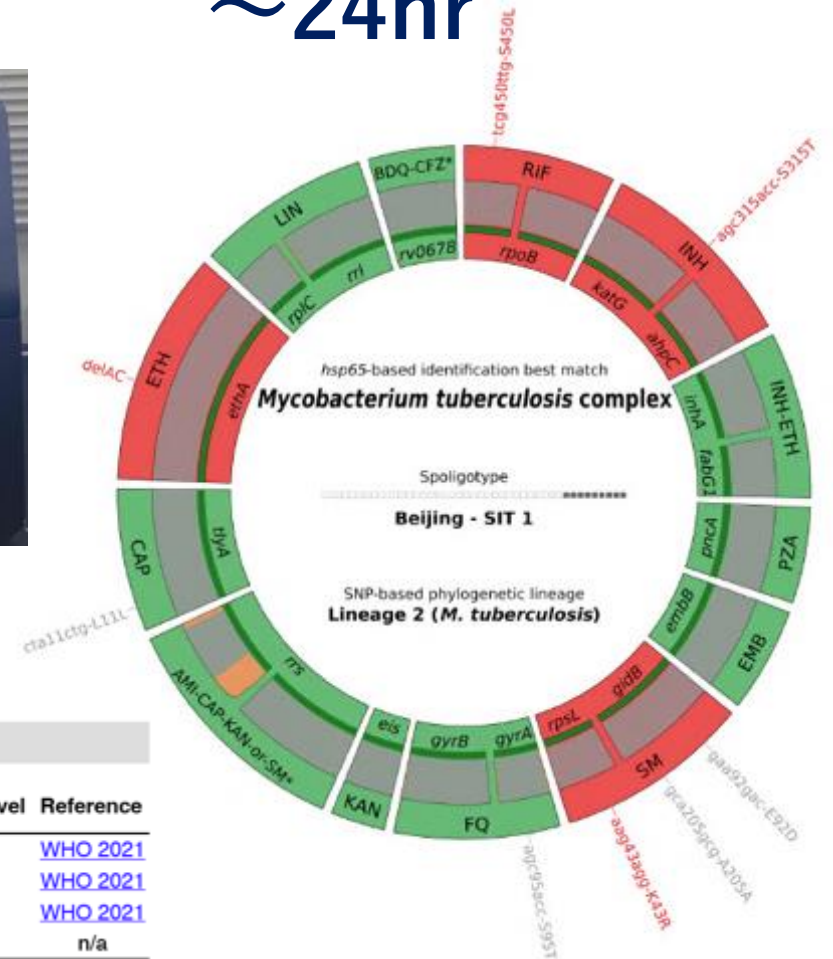 ~24hr
tcg450ttg-S450L
agc315acc-S315T
BDQ-CFZ*
RIF
LIN
INH
rv0678
rpoB
rrl
rplC
katG
ahpC
ETH
delAC
ethA
inhA
INH-ETH
fabG1
hsp65-based identification best match
Mycobacterium tuberculosis complex
Spoligotype
Beijing - SIT 1
SNP-based phylogenetic lineage
Lineage 2 (M. tuberculosis)
tlyA
CAP
cta11ctg-L11L
pncA
PZA
embB
EMB
rrs
AMI-CAP-KAN-or-SM*
eis
KAN
gyrB
gyrA
FQ
rpsL
gidB
SM
gaa92gac-E92D
gca205gcg-A205A
aag43agg-K43R
agc95acc-S95T
vel Reference
WHO 2021
WHO 2021
WHO 2021
n/a